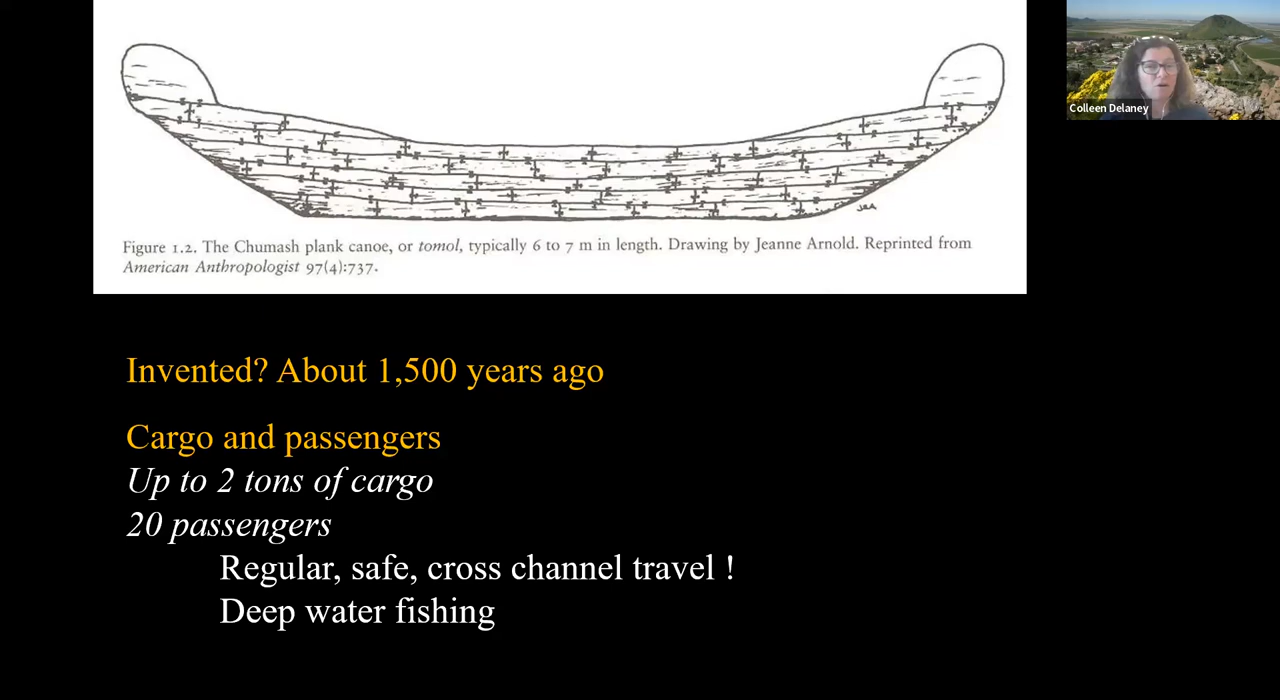 JEA
Figure 1.2. The Chumash plank canoe, or tomol, typically 6 to 7 m in length. Drawing by Jeanne Arnold. Reprinted from
American Anthropologist 97(4):737.
Colleen Delaney
Invented? About 1,500 years ago
Cargo and passengers
Up to 2 tons of cargo
20 passengers
Regular, safe, cross channel travel !
Deep water fishing